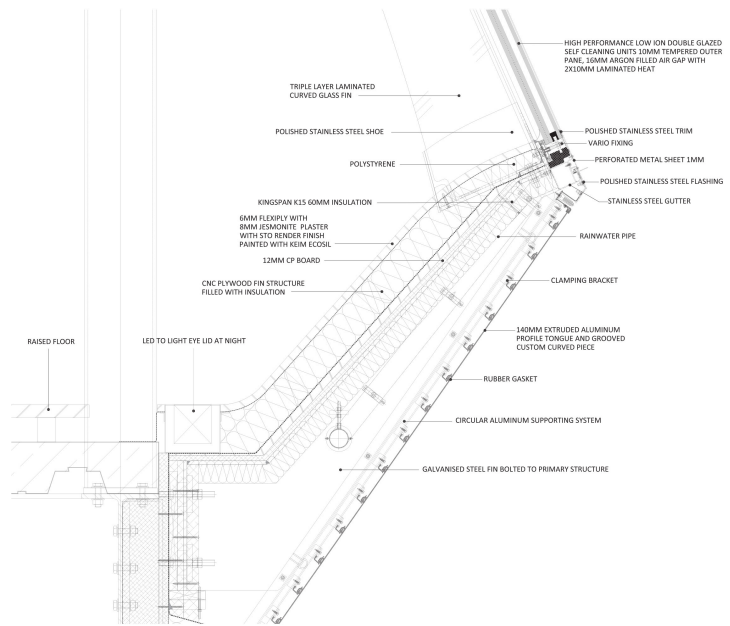 HIGH PERFORMANCE LOW ION DOUBLE GLAZED
SELF CLEANING UNITS 10MM TEMPERED OUTER
PANE, 16MM ARGON FILLED AIR GAP WITH
2X10MM LAMINATED HEAT
TRIPLE LAYER LAMINATED
CURVED GLASS FIN
POLISHED STAINLESS STEEL SHOE
POLISHED STAINLESS STEEL TRIM
VARIO FIXING
POLYSTYRENE
PERFORATED METAL SHEET 1MM
POLISHED STAINLESS STEEL FLASHING
KINGSPAN K15 60MM INSULATION
STAINLESS STEEL GUTTER
6MM FLEXIPLY WITH
8MM JESMONITE PLASTER
WITH STO RENDER FINISH
PAINTED WITH KEIM ECOSIL
RAINWATER PIPE
12MM CP BOARD
CNC PLYWOOD FIN STRUCTURE
FILLED WITH INSULATION
CLAMPING BRACKET
140MM EXTRUDED ALUMINUM
PROFILE TONGUE AND GROOVED
CUSTOM CURVED PIECE
RAISED FLOOR
LED TO LIGHT EYE LID AT NIGHT
RUBBER GASKET
CIRCULAR ALUMINUM SUPPORTING SYSTEM
GALVANISED STEEL FIN BOLTED TO PRIMARY STRUCTURE